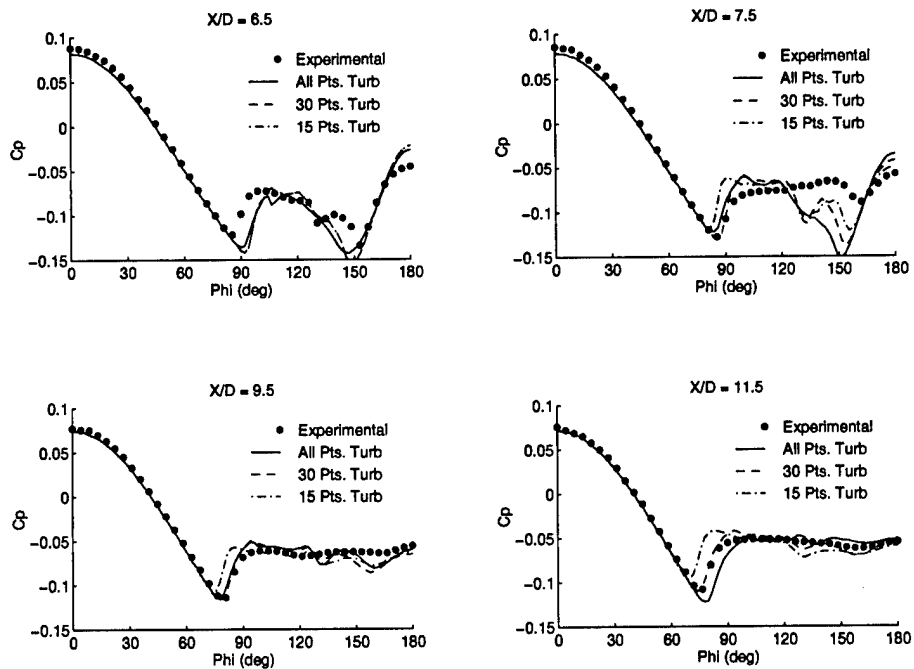 X/D = 6.5
0.1
0.05
0
−0.05
−0.1
−0.15
Cp
0
30
60
90
120
150
180
Phi (deg)
Experimental
All Pts. Turb
30 Pts. Turb
15 Pts. Turb
X/D = 7.5
0.1
0.05
0
−0.05
−0.1
−0.15
Cp
0
30
60
90
120
150
180
Phi (deg)
Experimental
All Pts. Turb
30 Pts. Turb
15 Pts. Turb
X/D = 9.5
0.1
0.05
0
−0.05
−0.1
−0.15
Cp
0
30
60
90
120
150
180
Phi (deg)
Experimental
All Pts. Turb
30 Pts. Turb
15 Pts. Turb
X/D = 11.5
0.1
0.05
0
−0.05
−0.1
−0.15
Cp
0
30
60
90
120
150
180
Phi (deg)
Experimental
All Pts. Turb
30 Pts. Turb
15 Pts. Turb